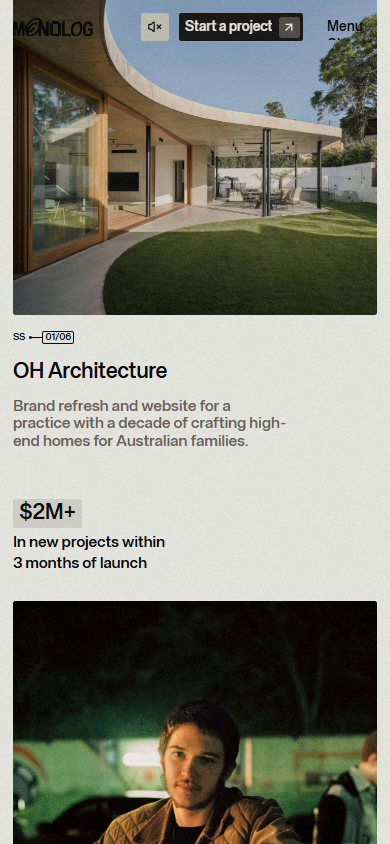 MONOLOG
Start a project
Menu
SS
01/06
OH Architecture
Brand refresh and website for a
practice with a decade of crafting high-
end homes for Australian families.
$2M+
In new projects within
3 months of launch